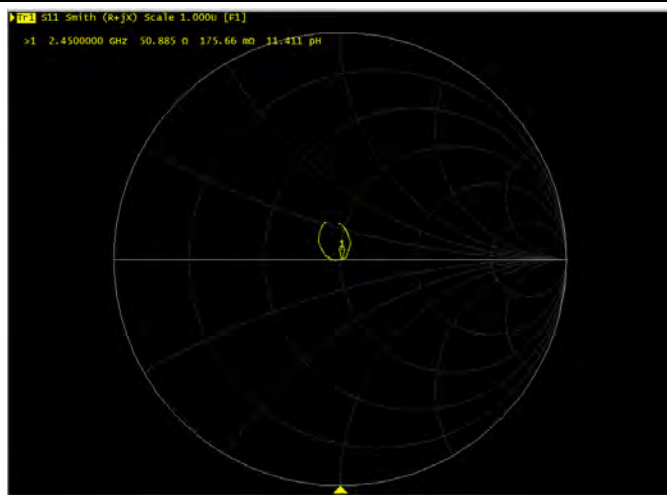 Tr1 S11 Smith (R+jX) Scale 1.000U [F1]
>1 2.4500000 GHz 50.885 Ω 175.66 mΩ 11.411 pH
1